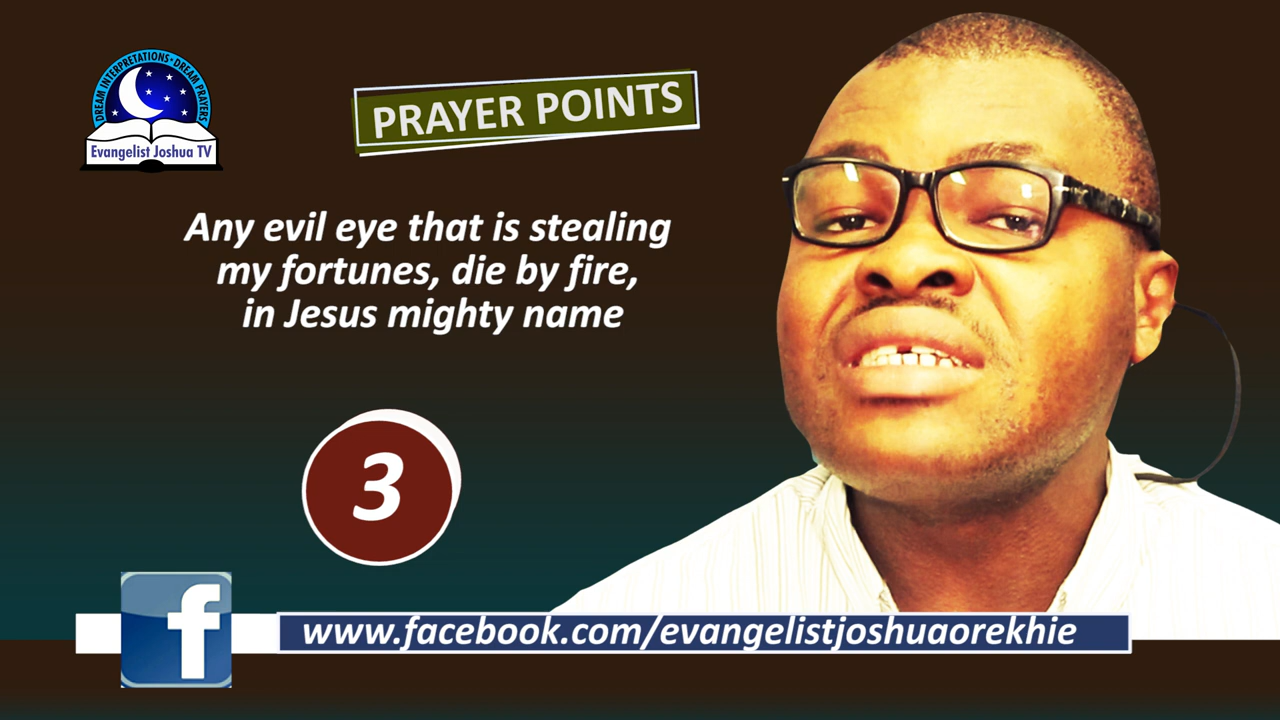 DREAM INTERPRETATIONS · DREAM PRAYERS
Evangelist Joshua TV
PRAYER POINTS
Any evil eye that is stealing
my fortunes, die by fire,
in Jesus mighty name
3
f
www.facebook.com/evangelistjoshuaorekhie